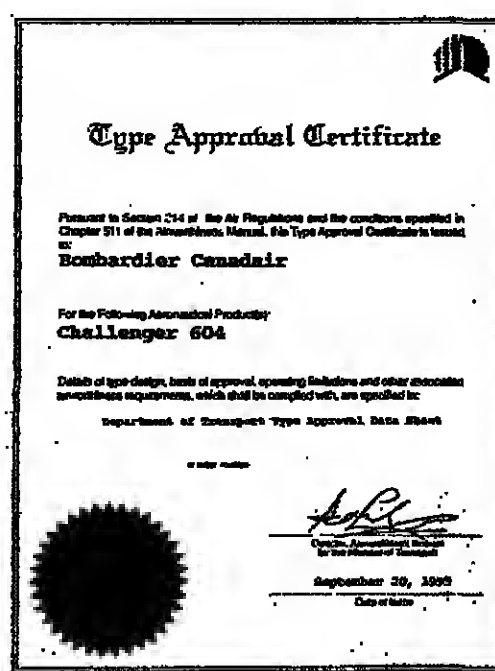 Type Approval Certificate
Pursuant to Section 214 of the Air Regulations and the conditions specified in
Chapter 511 of the Airworthiness Manual, this Type Approval Certificate is issued
to:
Bombardier Canadair
For the Following Aeronautical Product(s):
Challenger 604
Details of type design, basis of approval, operating limitations and other associated
airworthiness requirements, which shall be complied with, are specified in:
Department of Transport Type Approval Data Sheet
for the Minister of Transport
September 20, 1995
Date of Issue